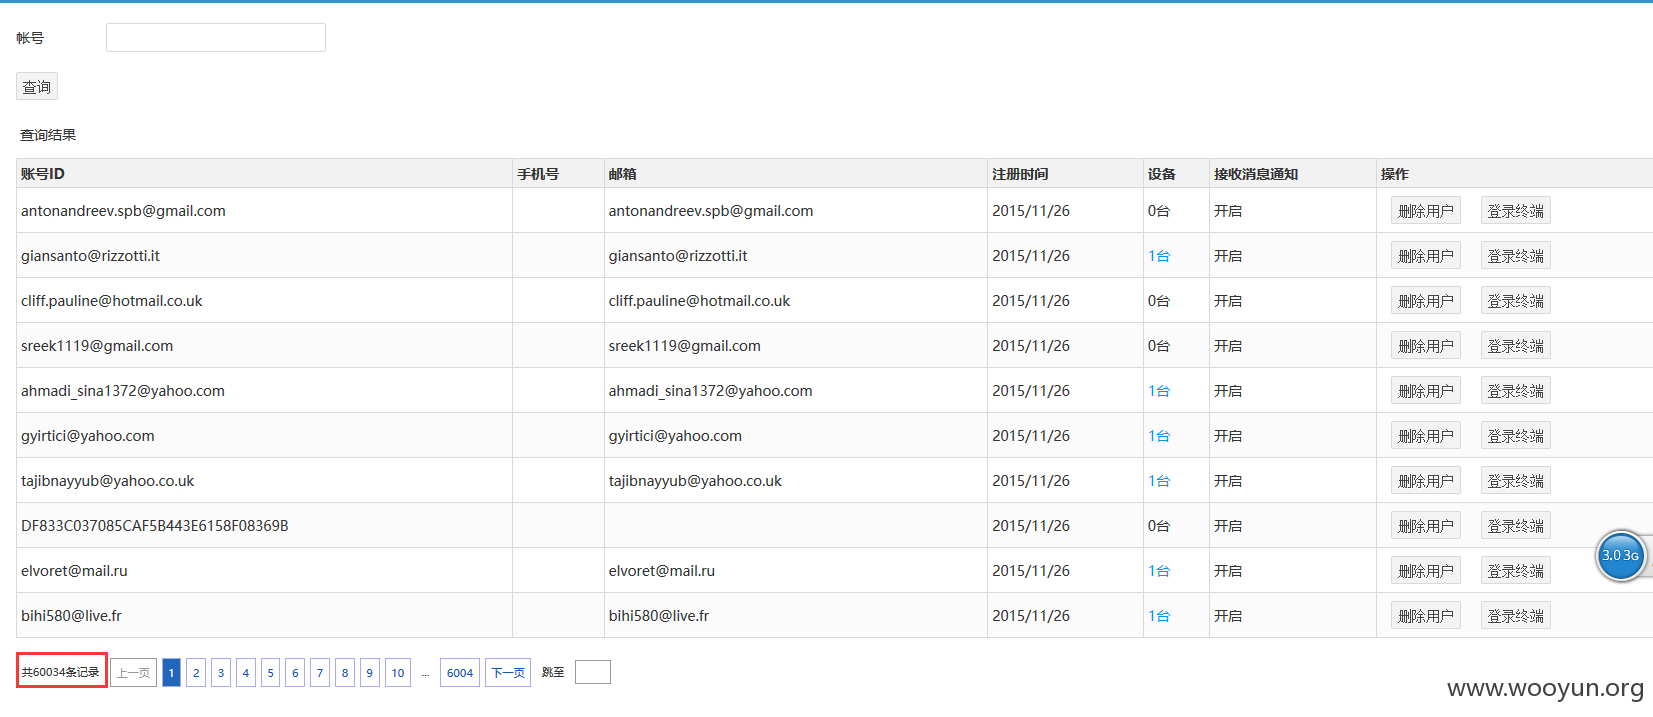 帐号
查询
查询结果
账号ID 手机号 邮箱 注册时间 设备 接收消息通知 操作
antonandreev.spb@gmail.com antonandreev.spb@gmail.com 2015/11/26 0台 开启 删除用户 登录终端
giansanto@rizzotti.it giansanto@rizzotti.it 2015/11/26 1台 开启 删除用户 登录终端
cliff.pauline@hotmail.co.uk cliff.pauline@hotmail.co.uk 2015/11/26 0台 开启 删除用户 登录终端
sreek1119@gmail.com sreek1119@gmail.com 2015/11/26 0台 开启 删除用户 登录终端
ahmadi_sina1372@yahoo.com ahmadi_sina1372@yahoo.com 2015/11/26 1台 开启 删除用户 登录终端
gyirtici@yahoo.com gyirtici@yahoo.com 2015/11/26 1台 开启 删除用户 登录终端
tajibnayyub@yahoo.co.uk tajibnayyub@yahoo.co.uk 2015/11/26 1台 开启 删除用户 登录终端
DF833C037085CAF5B443E6158F08369B 2015/11/26 0台 开启 删除用户 登录终端
3.0 3G
elvoret@mail.ru elvoret@mail.ru 2015/11/26 1台 开启 删除用户 登录终端
bihi580@live.fr bihi580@live.fr 2015/11/26 1台 开启 删除用户 登录终端
共60034条记录 上一页 1 2 3 4 5 6 7 8 9 10 ... 6004 下一页 跳至
www.wooyun.org